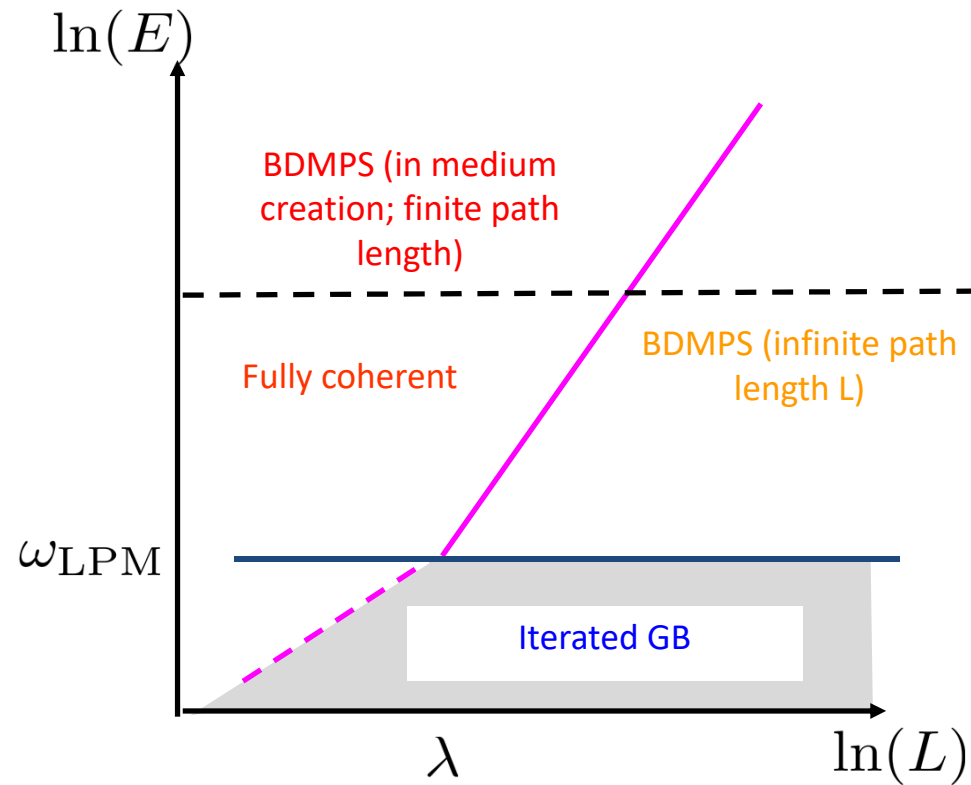 ln(E)
BDMPS (in medium
creation; finite path
length)
BDMPS (infinite path
length L)
Fully coherent
ω_LPM
Iterated GB
λ
ln(L)